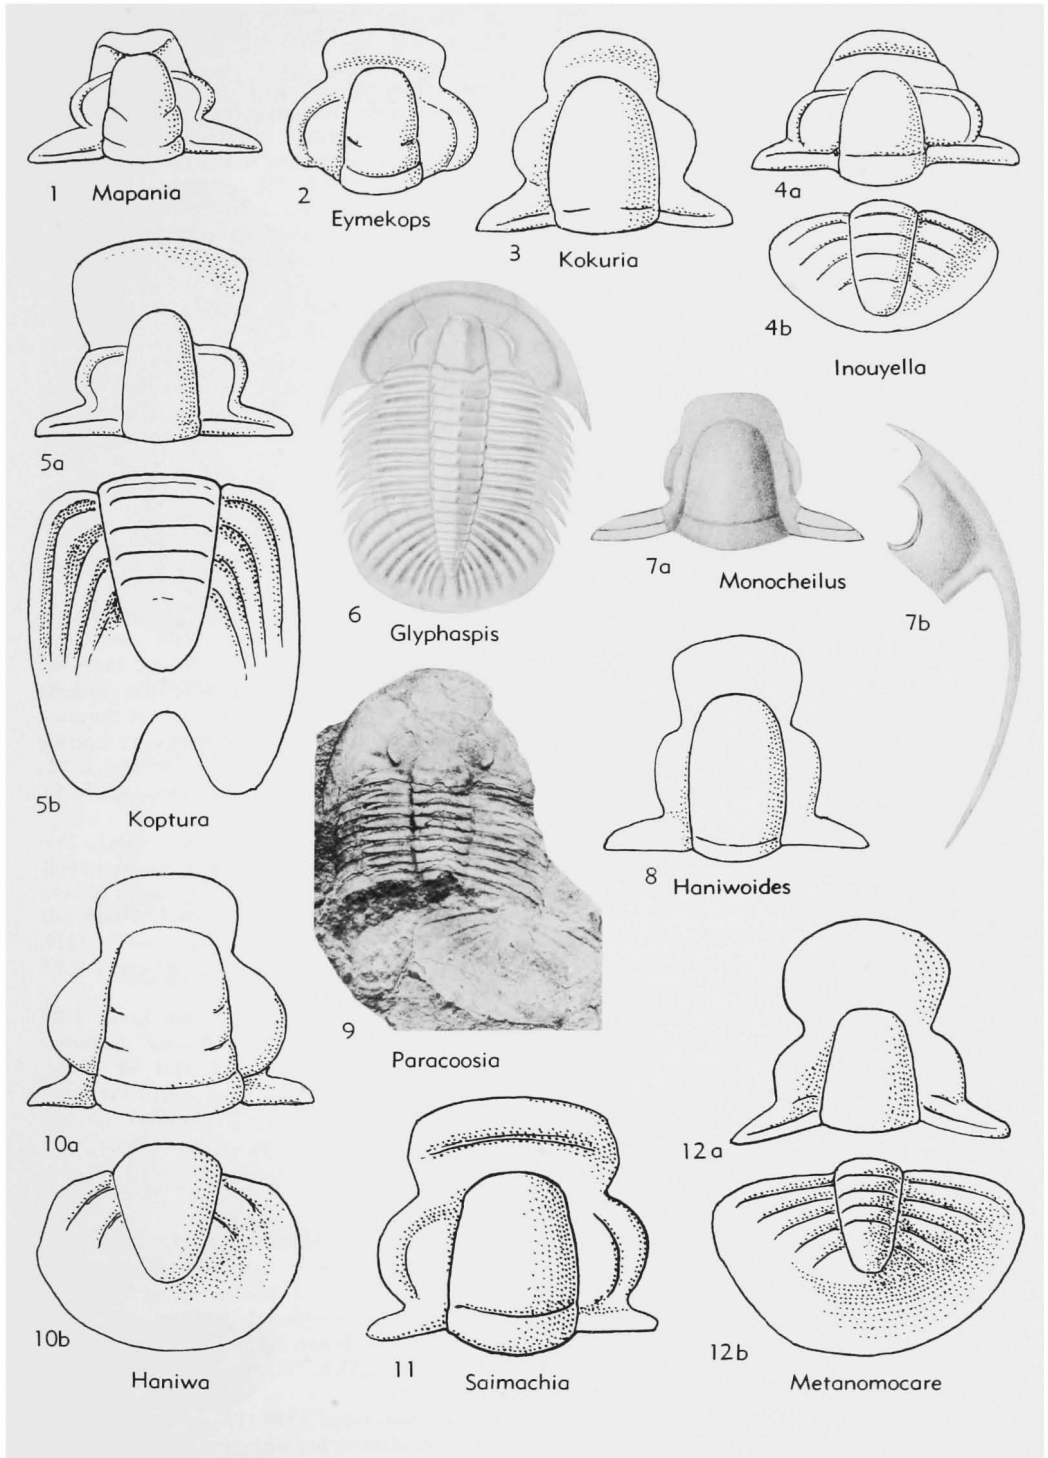 1 Mapania
2 Eymekops
3 Kokuria
4a
4b
Inouyella
5a
5b
Koptura
6 Glyphaspis
7a
Monocheilus
7b
8 Haniwoides
9
Paracoosia
10a
10b
Haniwa
11 Saimachia
12a
12b
Metanomocare